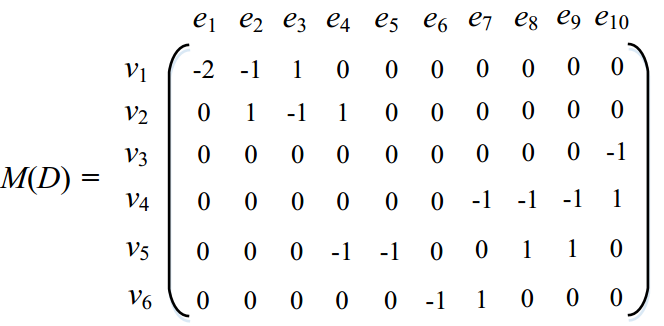 e1 e2 e3 e4 e5 e6 e7 e8 e9 e10
v1 -2 -1 1 0 0 0 0 0 0 0
v2 0 1 -1 1 0 0 0 0 0 0
v3 0 0 0 0 0 0 0 0 0 -1
M(D) =
v4 0 0 0 0 0 0 -1 -1 -1 1
v5 0 0 0 -1 -1 0 0 1 1 0
v6 0 0 0 0 0 -1 1 0 0 0